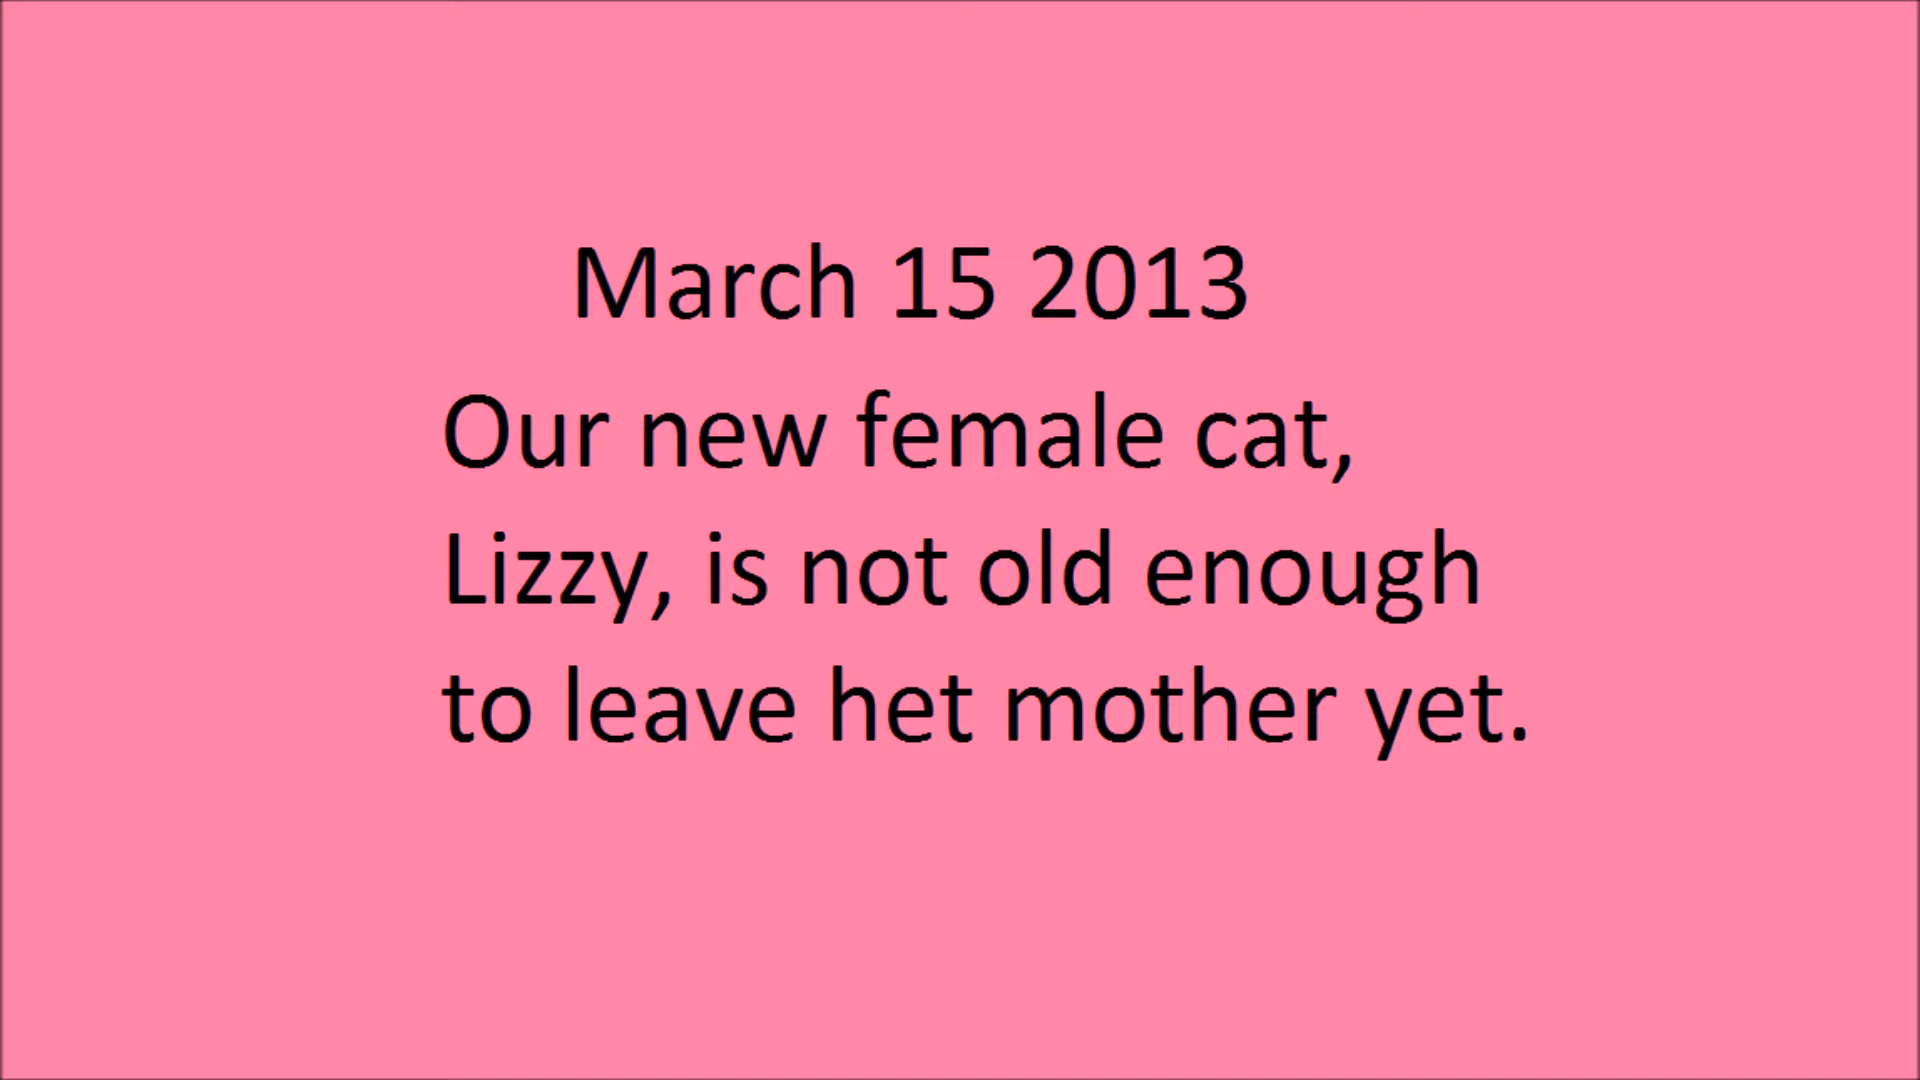 March 15 2013
Our new female cat,
Lizzy, is not old enough
to leave het mother yet.